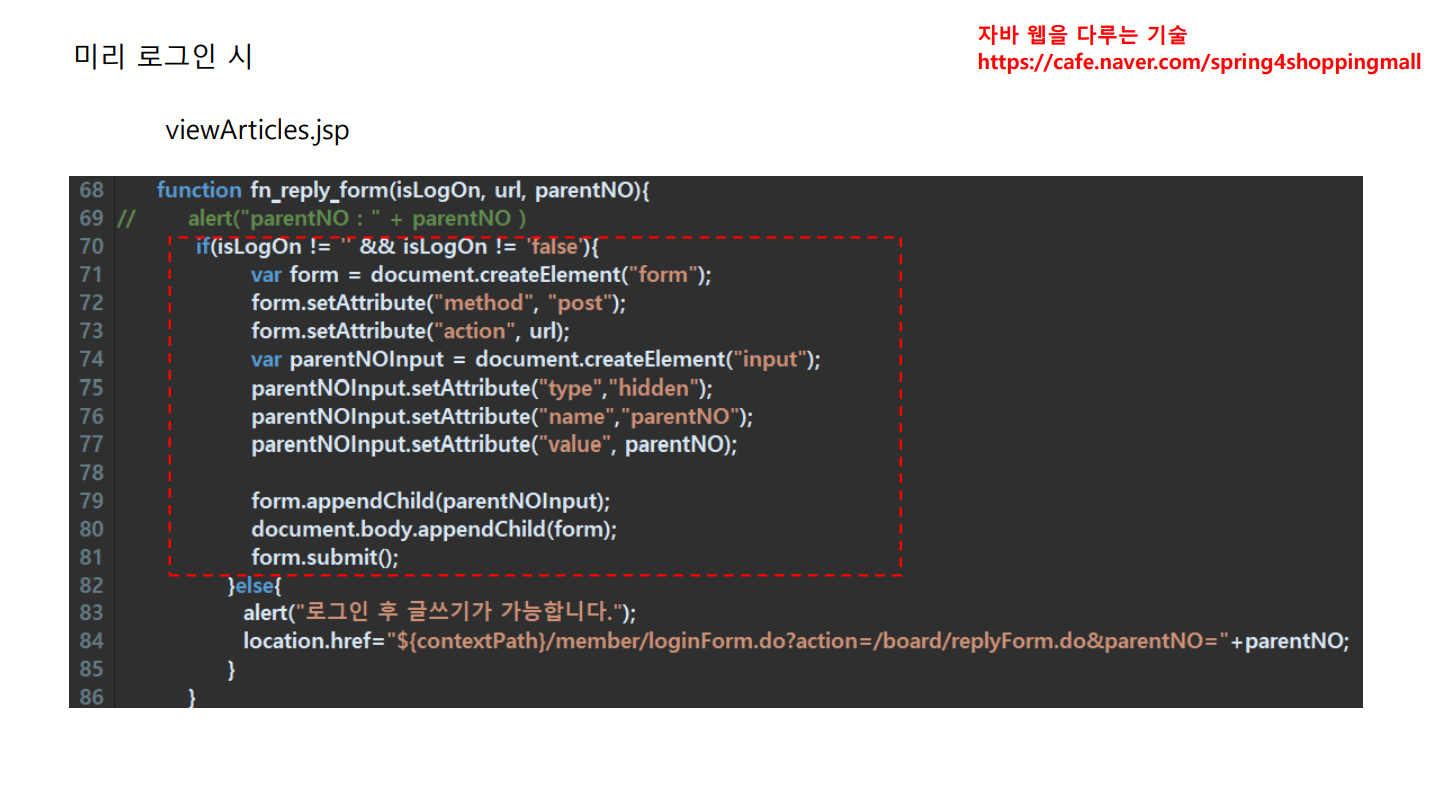 미리 로그인 시
자바 웹을 다루는 기술
https://cafe.naver.com/spring4shoppingmall
viewArticles.jsp
68 function fn_reply_form(isLogOn, url, parentNO){
69 // alert("parentNO : " + parentNO )
70 if(isLogOn != '' && isLogOn != 'false'){
71 var form = document.createElement("form");
72 form.setAttribute("method", "post");
73 form.setAttribute("action", url);
74 var parentNOInput = document.createElement("input");
75 parentNOInput.setAttribute("type","hidden");
76 parentNOInput.setAttribute("name","parentNO");
77 parentNOInput.setAttribute("value", parentNO);
78
79 form.appendChild(parentNOInput);
80 document.body.appendChild(form);
81 form.submit();
82 }else{
83 alert("로그인 후 글쓰기가 가능합니다.");
84 location.href="${contextPath}/member/loginForm.do?action=/board/replyForm.do&parentNO="+parentNO;
85 }
86 }